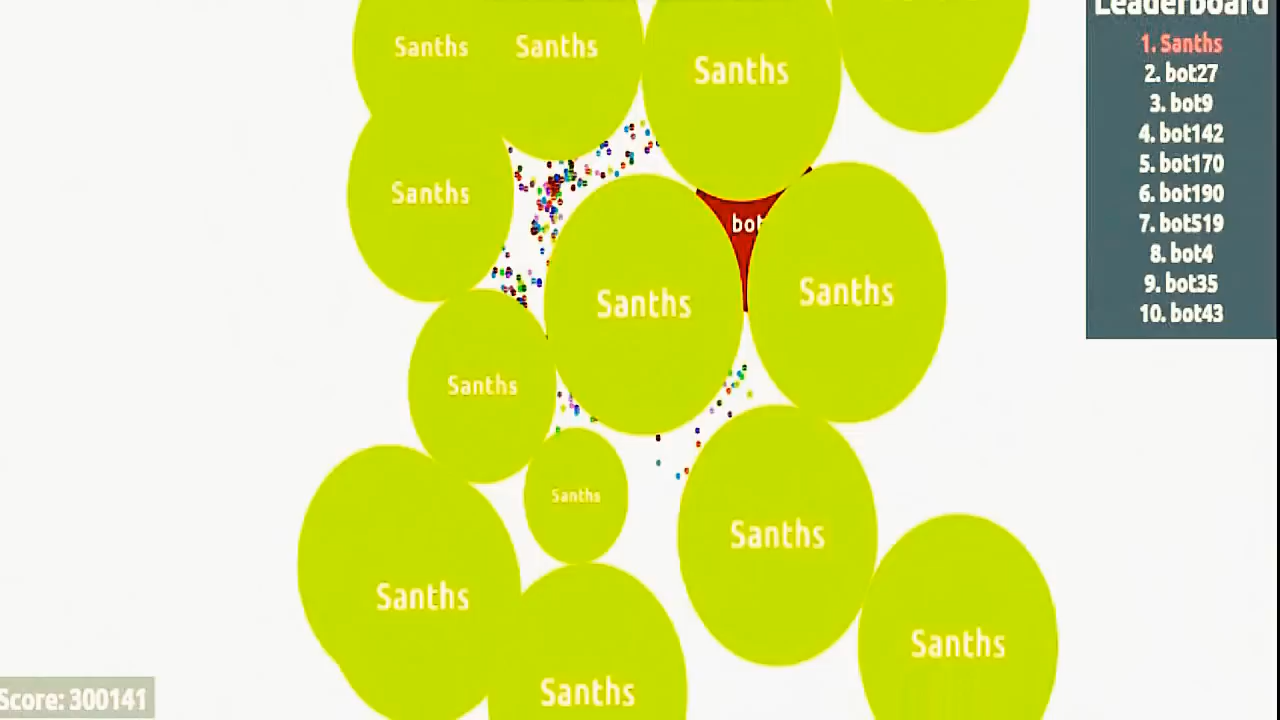 Leaderboard
1. Sanths
2. bot27
3. bot9
4. bot142
5. bot170
6. bot190
7. bot519
8. bot4
9. bot35
10. bot43
Sanths
Sanths
Sanths
Sanths
bot
Sanths
Sanths
Sanths
Sanths
Sanths
Sanths
Sanths
Sanths
Score: 300141